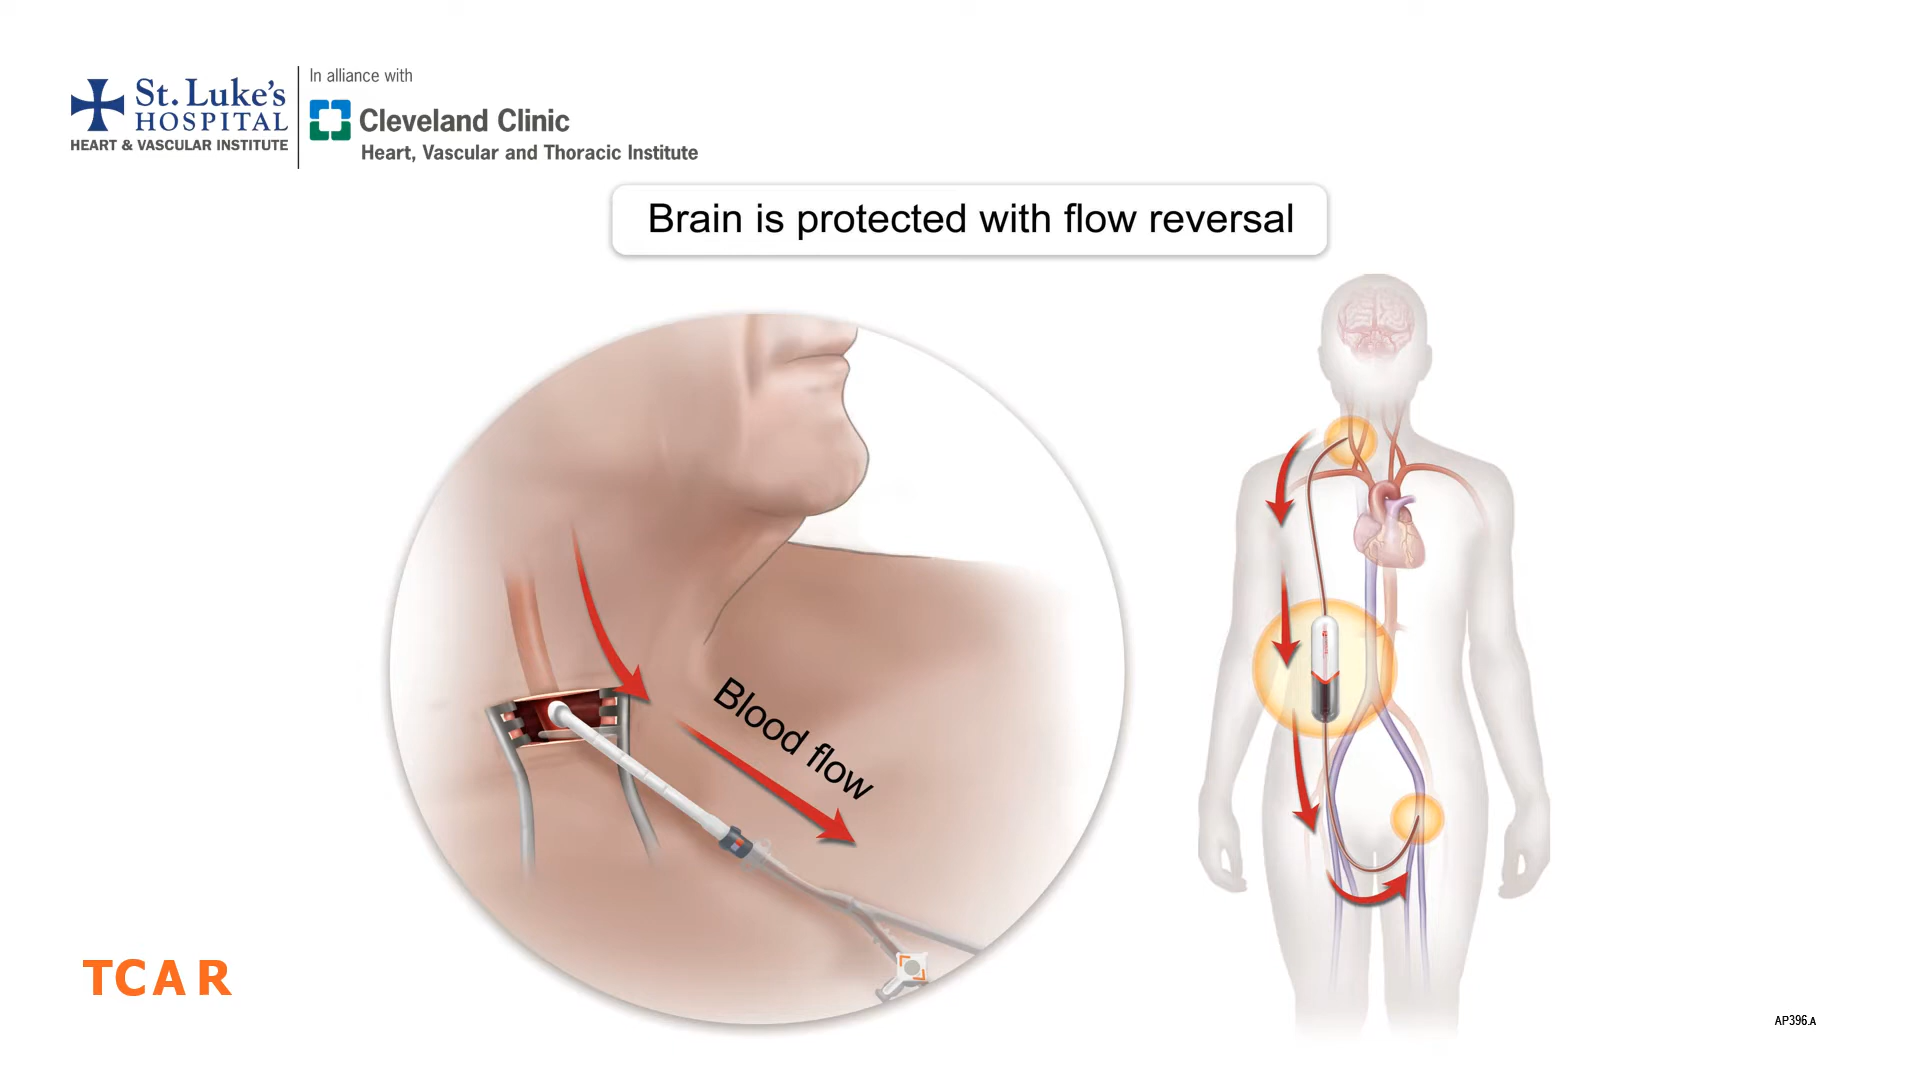 St. Luke's
HOSPITAL
HEART & VASCULAR INSTITUTE
In alliance with
Cleveland Clinic
Heart, Vascular and Thoracic Institute
Brain is protected with flow reversal
Blood flow
TCAR
AP396.A